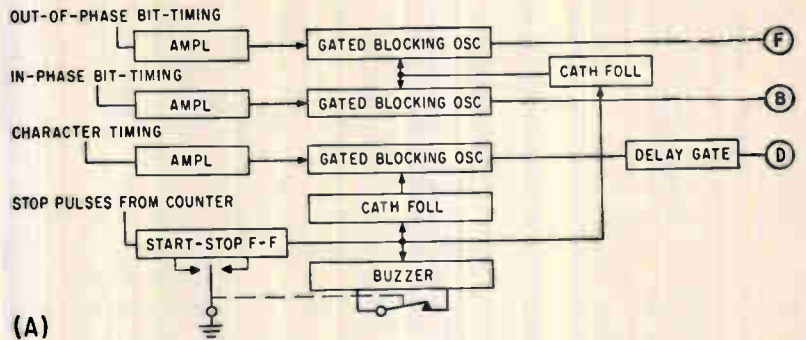 OUT-OF-PHASE BIT-TIMING
AMPL
GATED BLOCKING OSC
F
IN-PHASE BIT-TIMING
CATH FOLL
AMPL
GATED BLOCKING OSC
B
CHARACTER TIMING
AMPL
GATED BLOCKING OSC
DELAY GATE
D
STOP PULSES FROM COUNTER
CATH FOLL
START-STOP F-F
BUZZER
(A)